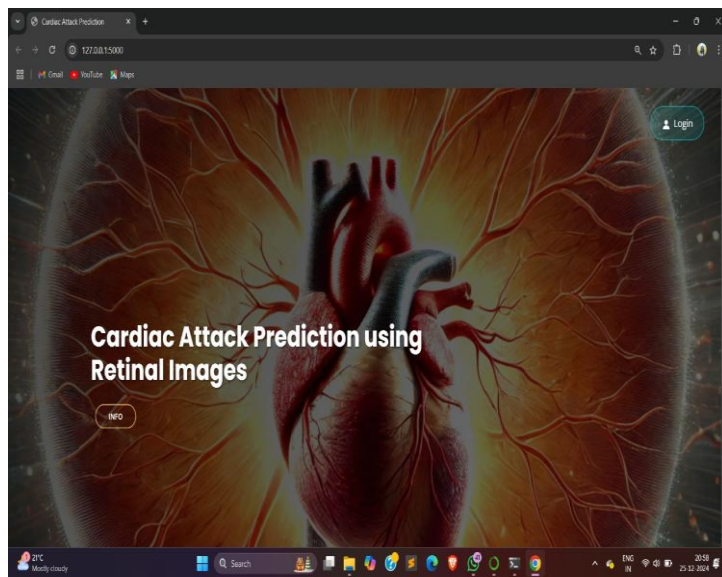 Cardiac Attack Prediction
127.0.0.1:5000
Gmail YouTube Maps
Login
Cardiac Attack Prediction using
Retinal Images
INFO
21°C
Mostly cloudy
Search
ENG
IN
20:58
25-12-2024